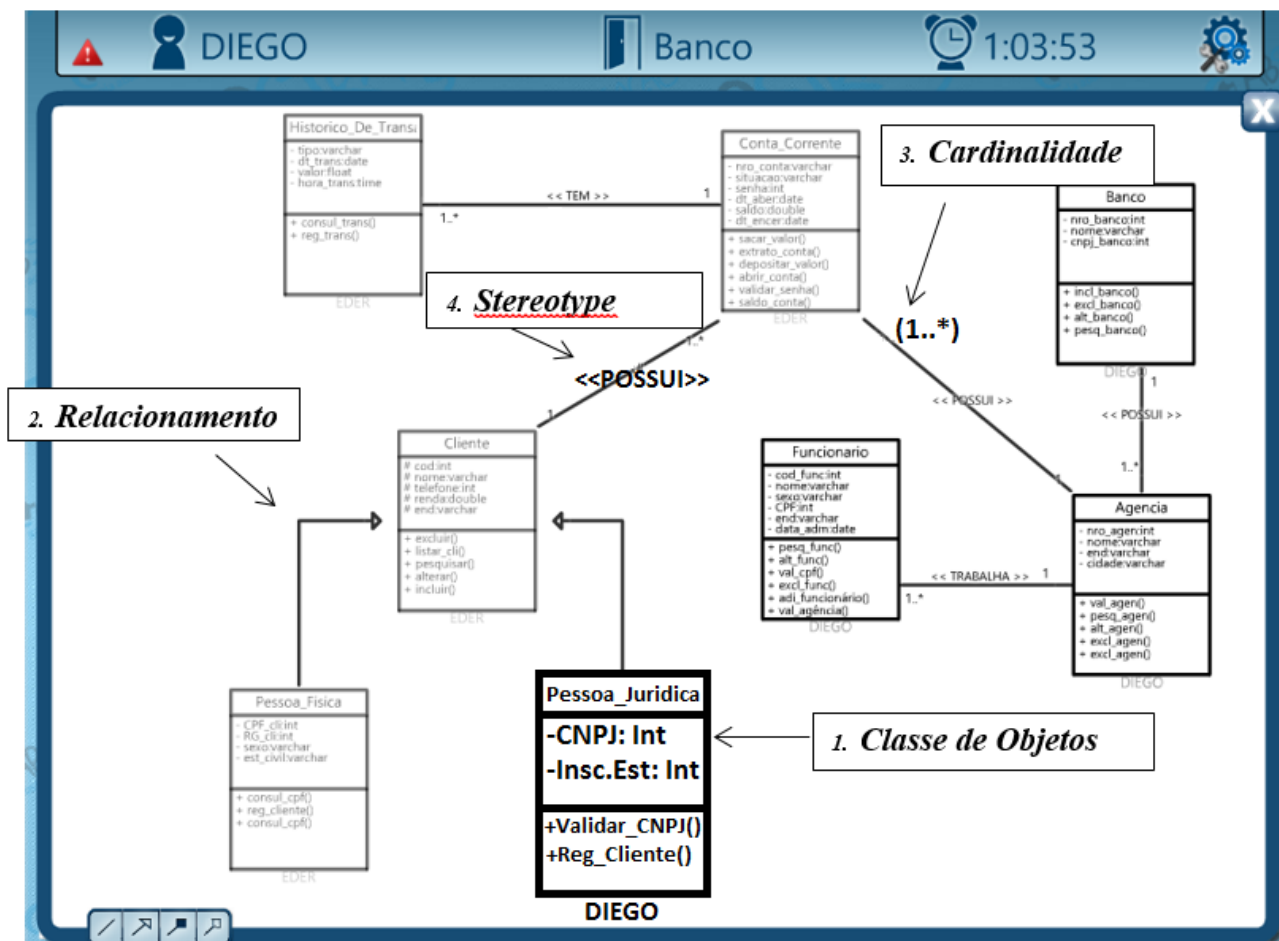 DIEGO
Banco
1:03:53
X
Historico_De_Transa
- tipo:varchar
- dt_trans:date
- valor:float
- hora_trans:time
+ consul_trans()
+ reg_trans()
EDER
<< TEM >>
1..*
1
Conta_Corrente
- nro_conta:varchar
- situacao:varchar
- senha:int
- dt_aber:date
- saldo:double
- dt_encer:date
+ sacar_valor()
+ extrato_conta()
+ depositar_valor()
+ abrir_conta()
+ validar_senha()
+ saldo_conta()
EDER
3. Cardinalidade
(1..*)
Banco
- nro_banco:int
- nome:varchar
- cnpj_banco:int
+ incl_banco()
+ excl_banco()
+ alt_banco()
+ pesq_banco()
DIEGO
1
<< POSSUI >>
1..*
4. Stereotype
1..*
<<POSSUI>>
1
<< POSSUI >>
1
2. Relacionamento
Cliente
# cod:int
# nome:varchar
# telefone:int
# renda:double
# end:varchar
+ excluir()
+ listar_cli()
+ pesquisar()
+ alterar()
+ incluir()
EDER
Funcionario
- cod_func:int
- nome:varchar
- sexo:varchar
- CPF:int
- end:varchar
- data_adm:date
+ pesq_func()
+ alt_func()
+ val_cpf()
+ excl_func()
+ adi_funcionário()
+ val_agência()
DIEGO
<< TRABALHA >>
1..*
1
Agencia
- nro_agen:int
- nome:varchar
- end:varchar
- cidade:varchar
+ val_agen()
+ pesq_agen()
+ alt_agen()
+ excl_agen()
+ excl_agen()
DIEGO
Pessoa_Fisica
- CPF_cli:int
- RG_cli:int
- sexo:varchar
- est_civil:varchar
+ consul_cpf()
+ reg_cliente()
+ consul_cpf()
EDER
Pessoa_Juridica
-CNPJ: Int
-Insc.Est: Int
+Validar_CNPJ()
+Reg_Cliente()
DIEGO
1. Classe de Objetos